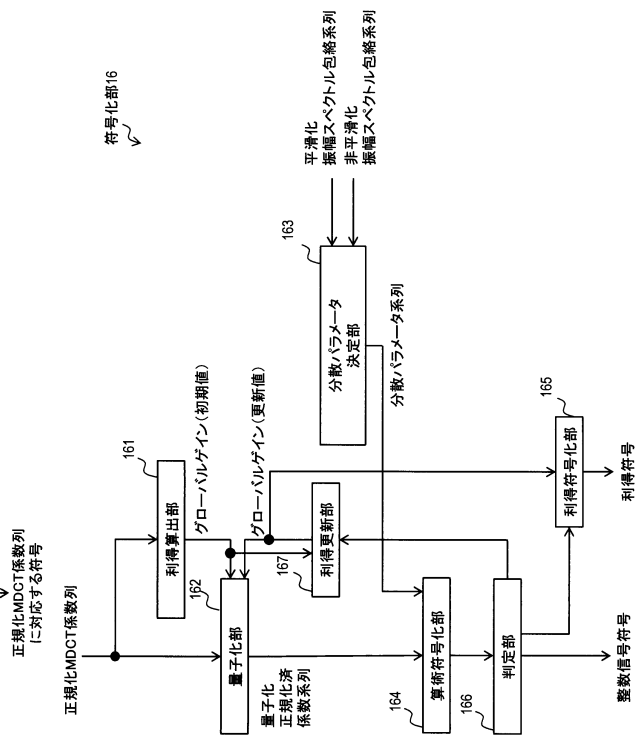 正規化MDCT係数列
に対応する符号
符号化部16
正規化MDCT係数列
161
利得算出部
グローバルゲイン(初期値)
162
量子化部
グローバルゲイン(更新値)
167
利得更新部
163
分散パラメータ
決定部
平滑化
振幅スペクトル包絡系列
非平滑化
振幅スペクトル包絡系列
分散パラメータ系列
量子化
正規化済
係数系列
164
算術符号化部
166
判定部
165
利得符号化部
整数信号符号
利得符号